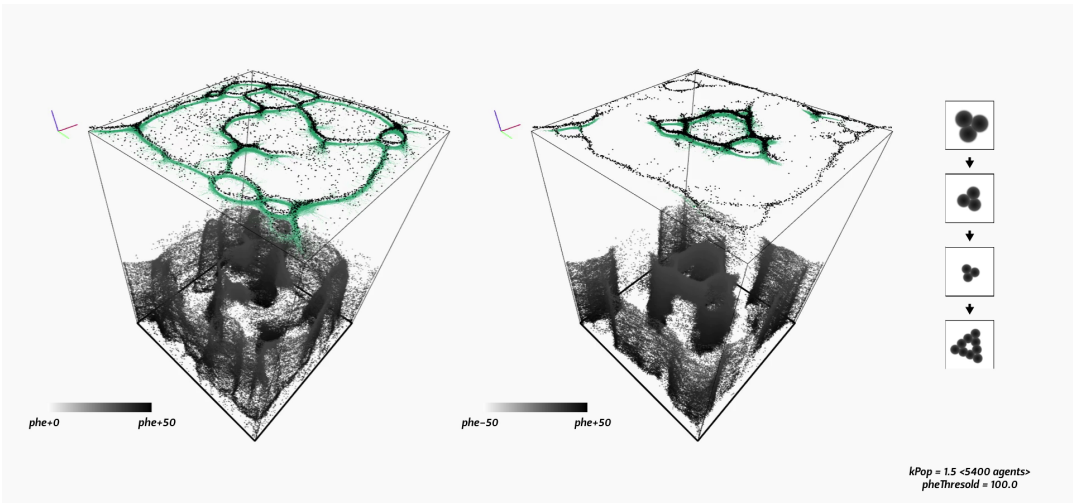 phe+0 phe+50
phe-50 phe+50
kPop = 1.5 <5400 agents>
pheThresold = 100.0